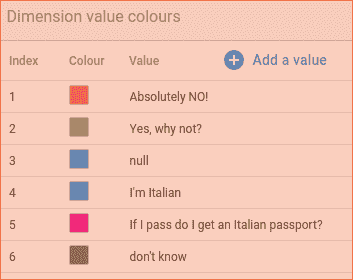 Dimension value colours
Index Colour Value Add a value
1 Absolutely NO!
2 Yes, why not?
3 null
4 I'm Italian
5 If I pass do I get an Italian passport?
6 don't know